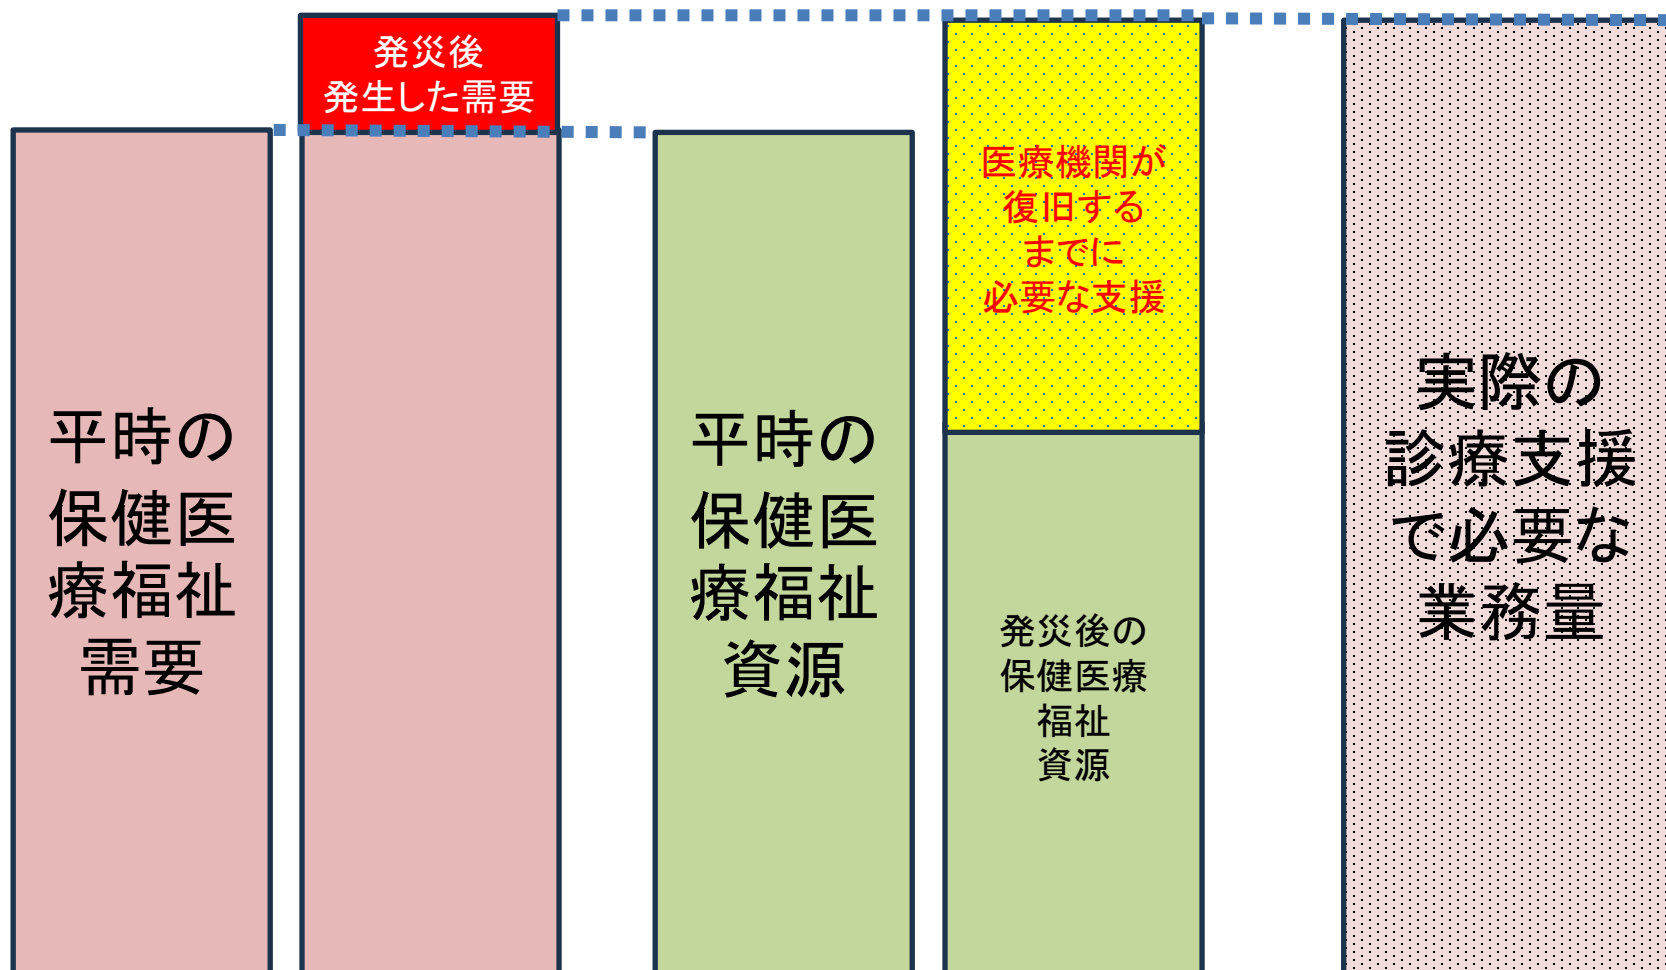 発災後
発生した需要
平時の
保健医
療福祉
需要
平時の
保健医
療福祉
資源
医療機関が
復旧する
までに
必要な支援
発災後の
保健医療
福祉
資源
実際の
診療支援
で必要な
業務量